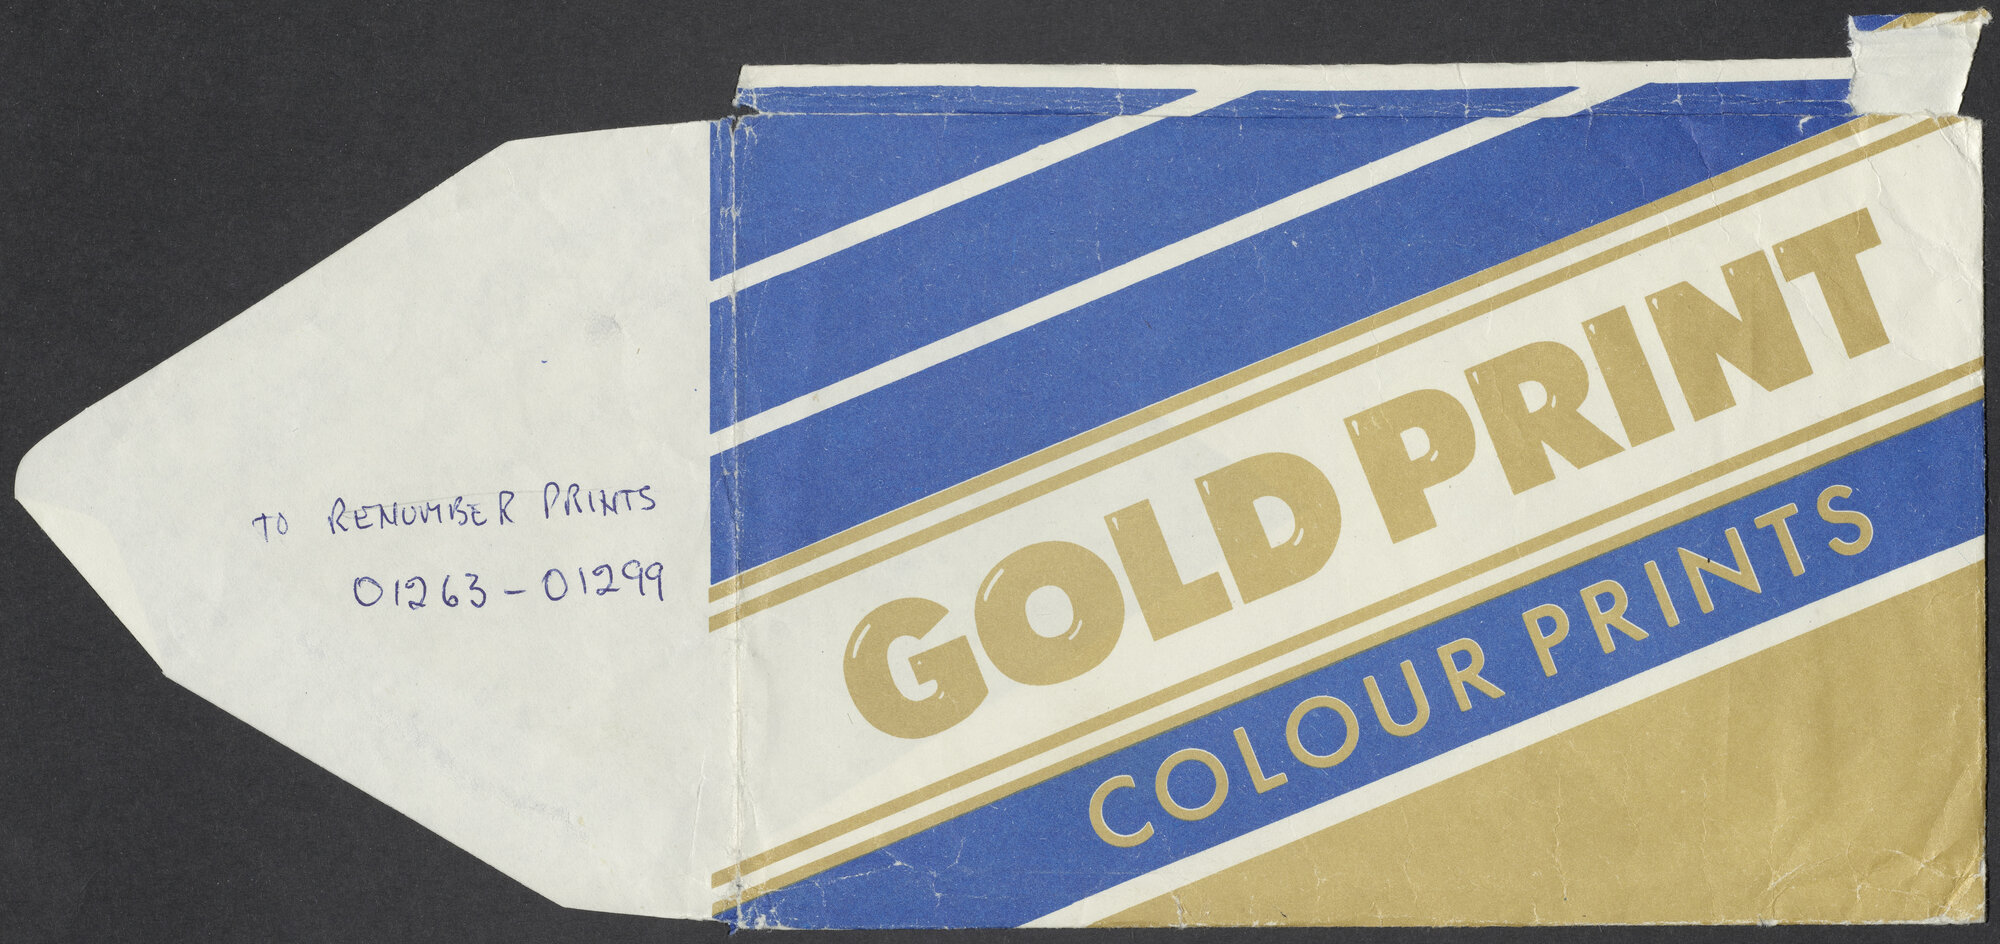 TO RENUMBER PRINTS
01263 - 01299
GOLD PRINT
COLOUR PRINTS